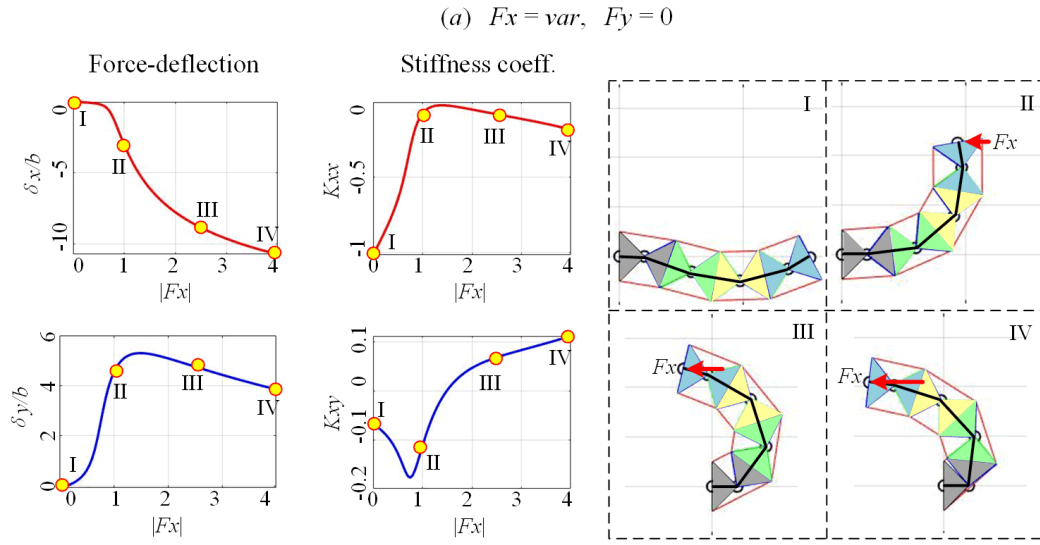 (a) Fx = var, Fy = 0
Force-deflection
Stiffness coeff.
δx/b
0
-5
-10
I
II
III
IV
0 1 2 3 4
|Fx|
Kxx
0
-0.5
-1
I
II
III
IV
0 1 2 3 4
|Fx|
δy/b
6
4
2
0
I
II
III
IV
0 1 2 3 4
|Fx|
Kxy
0.1
0
-0.1
-0.2
I
II
III
IV
0 1 2 3 4
|Fx|
I
II
Fx
III
Fx
IV
Fx